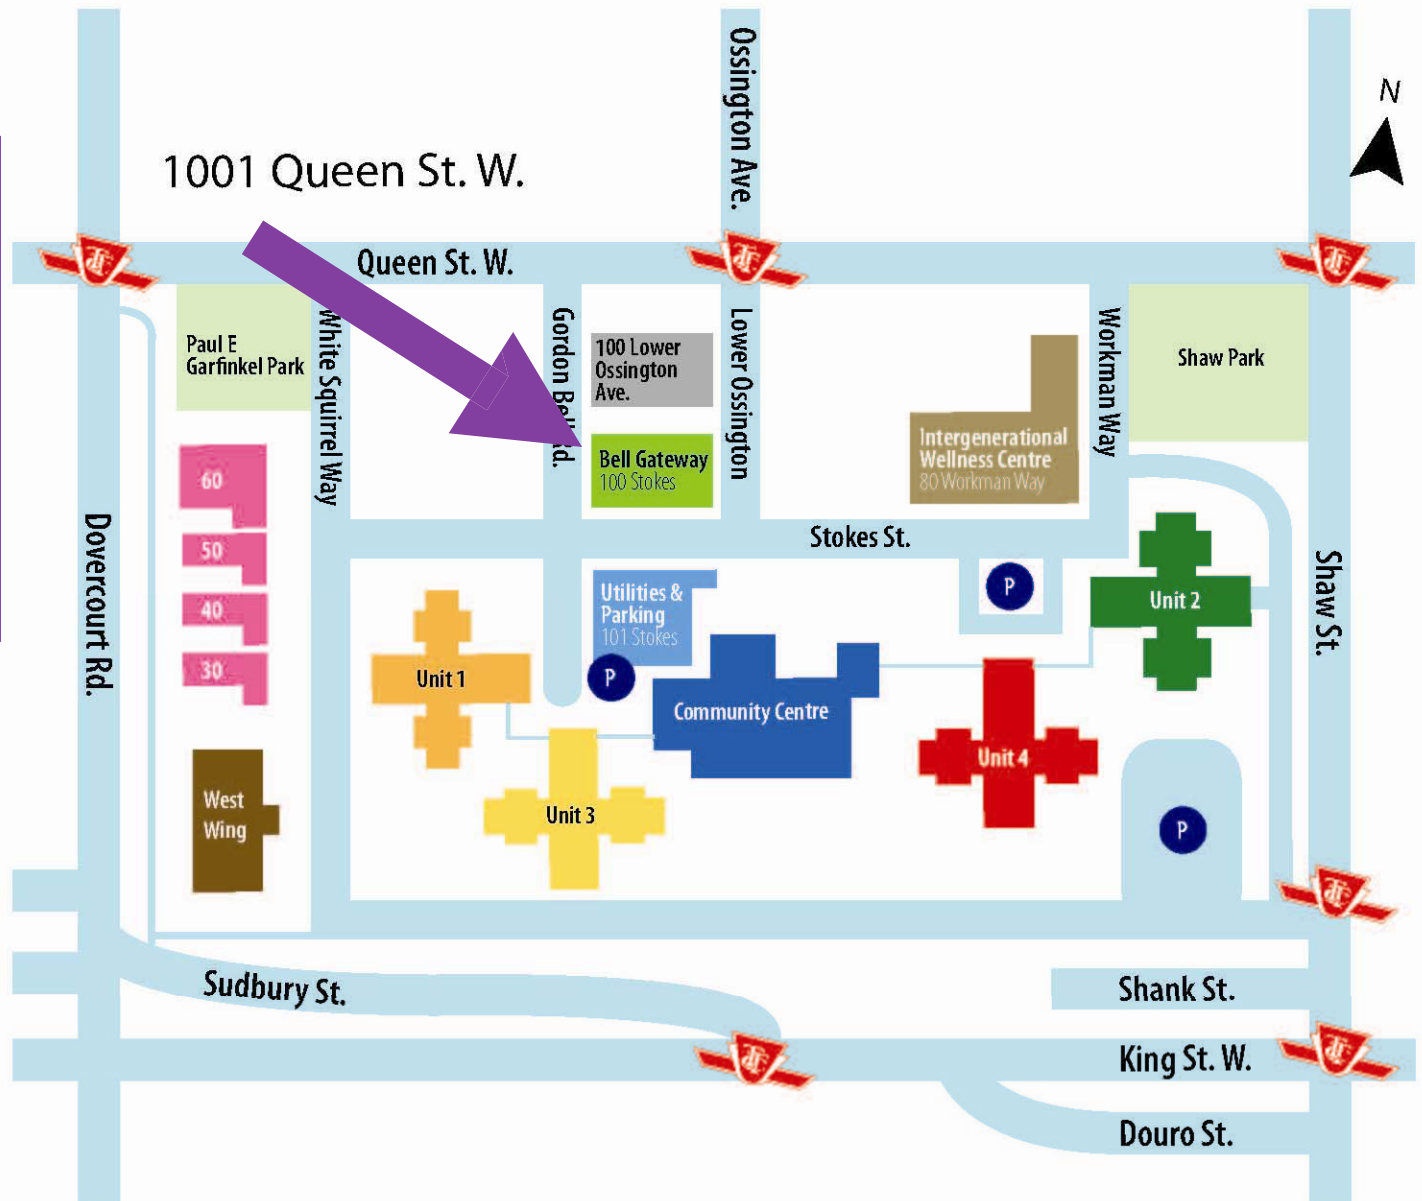 Ossington Ave.
N
1001 Queen St. W.
Queen St. W.
Paul E
Garfinkel Park
White Squirrel Way
Gordon Bell Rd.
100 Lower
Ossington
Ave.
Lower Ossington
Workman Way
Shaw Park
Bell Gateway
100 Stokes
Intergenerational
Wellness Centre
80 Workman Way
60
50
40
30
Dovercourt Rd.
Stokes St.
Shaw St.
Utilities &
Parking
101 Stokes
P
P
Unit 2
Unit 1
Community Centre
Unit 4
Unit 3
West
Wing
P
Sudbury St.
Shank St.
King St. W.
Douro St.